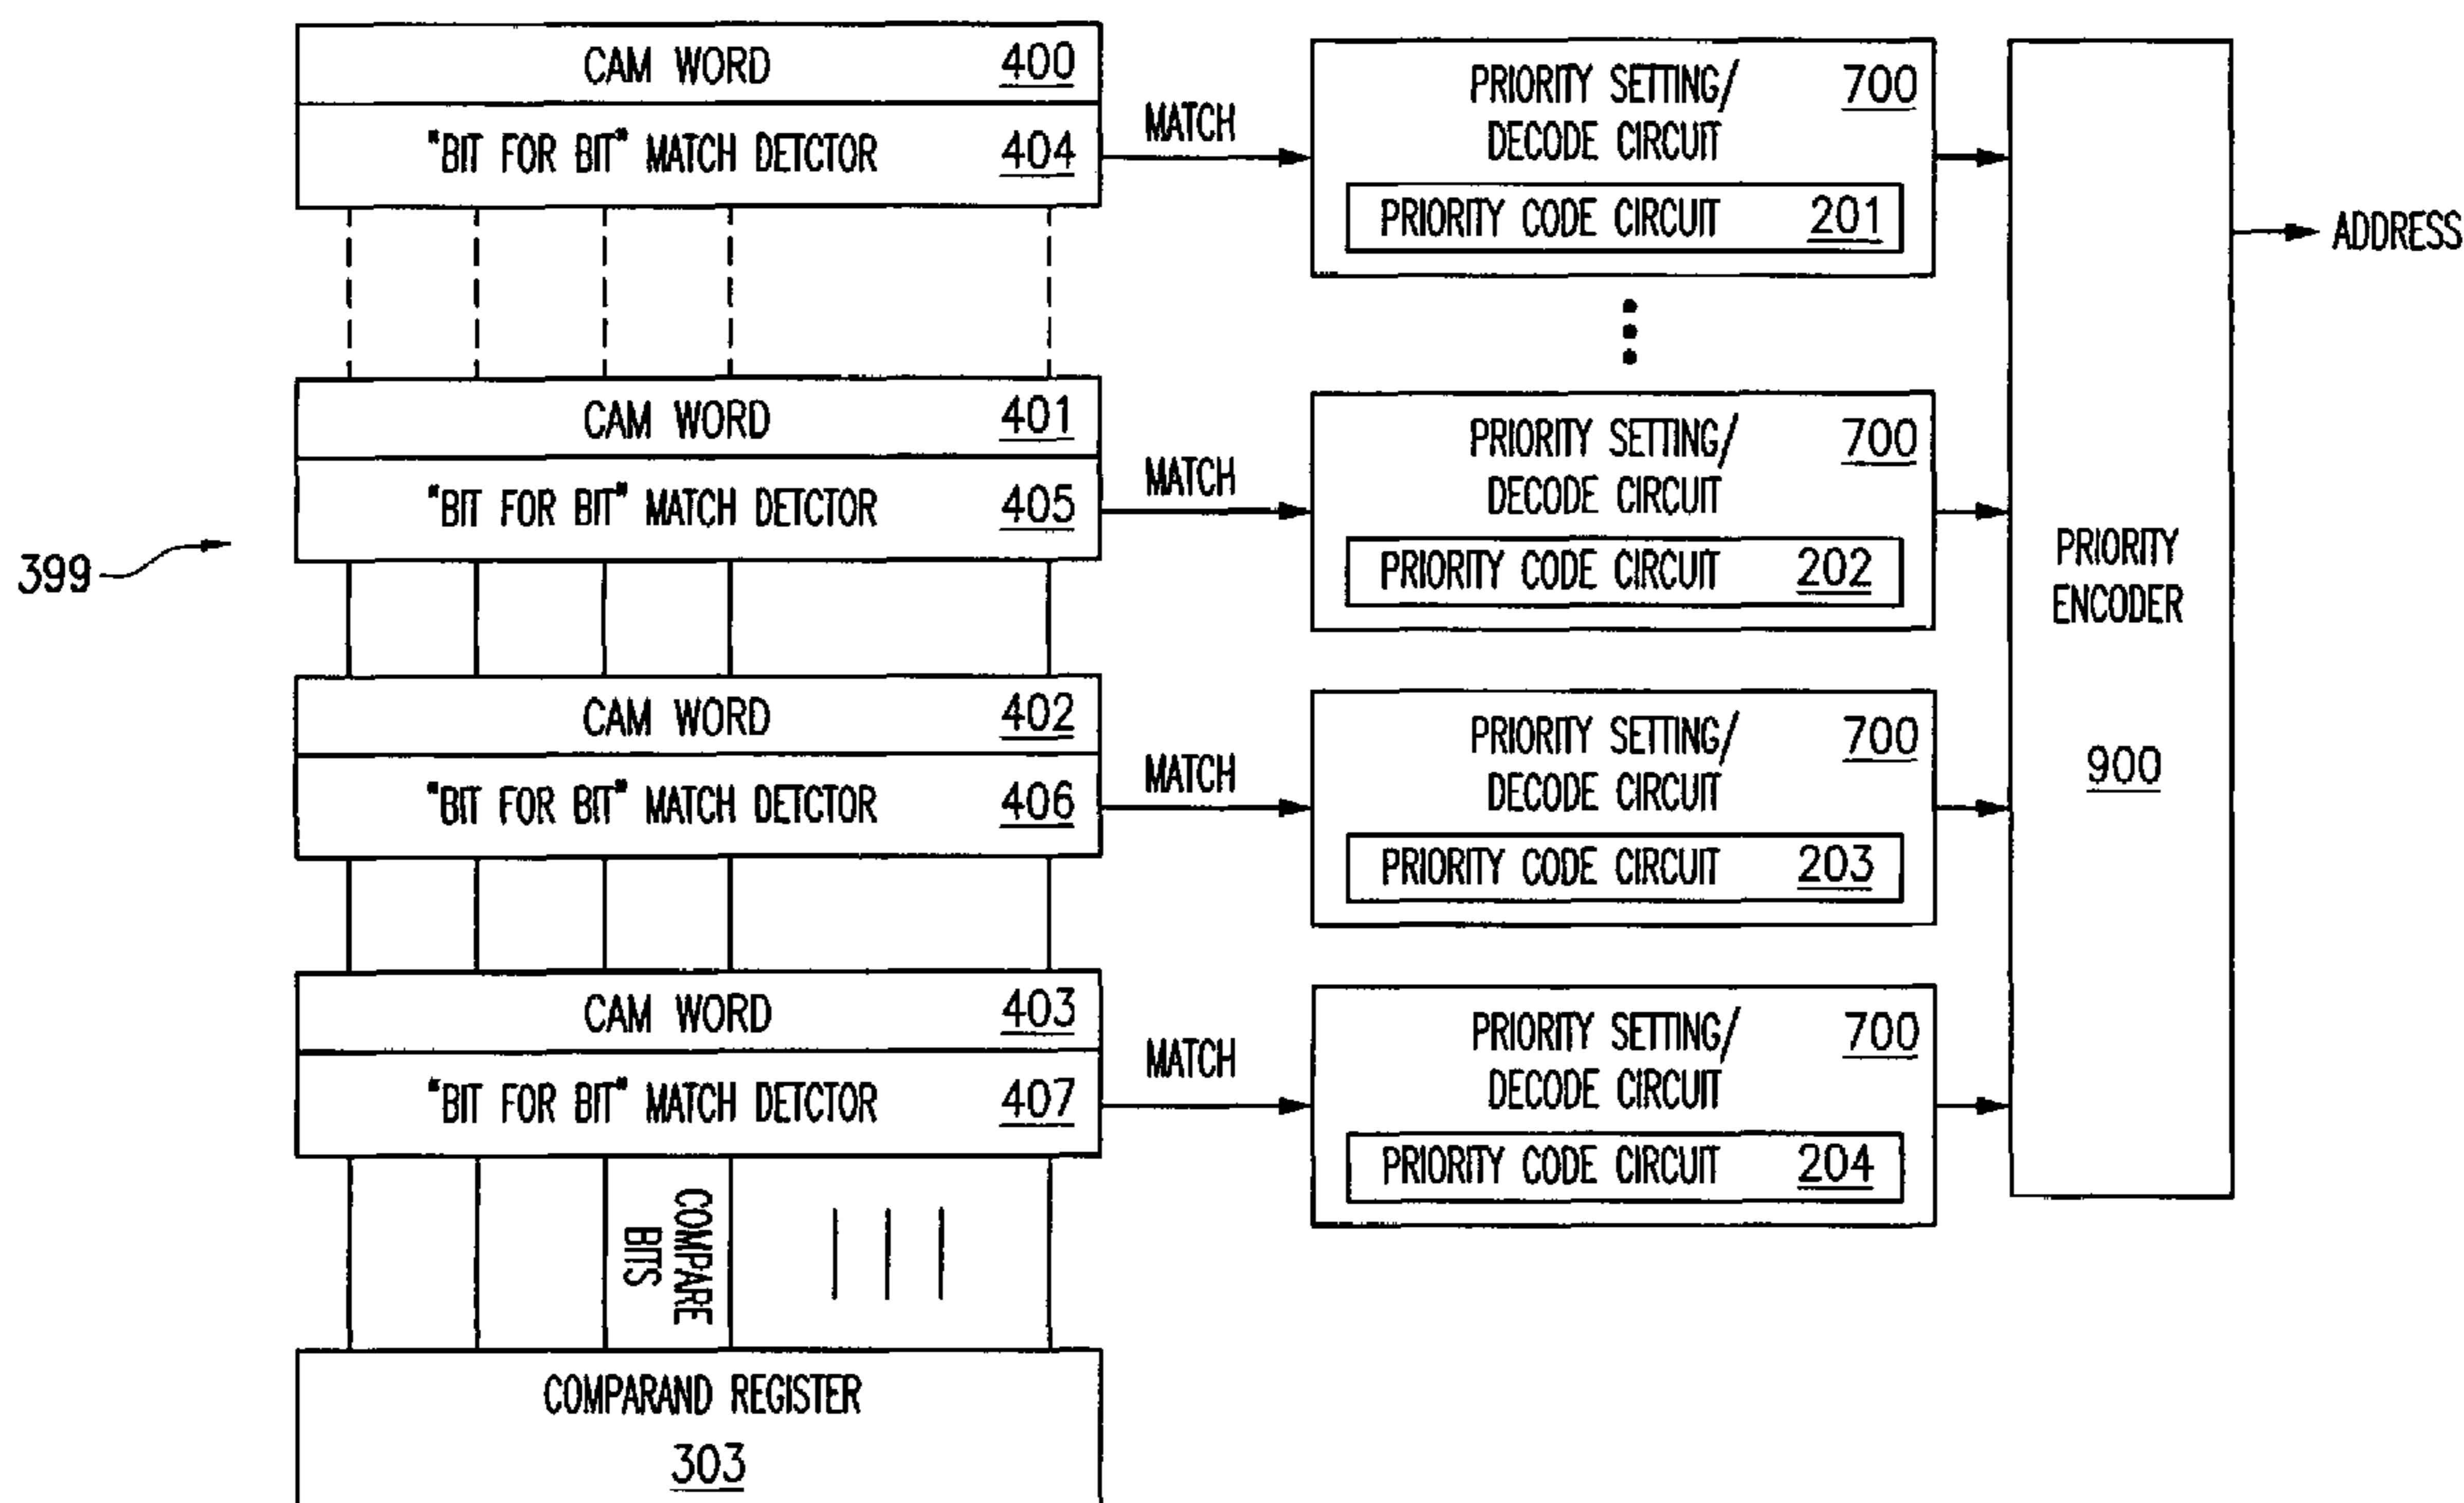 CAM WORD 400
"BIT FOR BIT" MATCH DETCTOR 404
MATCH
PRIORITY SETTING/ 700
DECODE CIRCUIT
PRIORITY CODE CIRCUIT 201
ADDRESS
CAM WORD 401
"BIT FOR BIT" MATCH DETCTOR 405
MATCH
PRIORITY SETTING/ 700
DECODE CIRCUIT
PRIORITY CODE CIRCUIT 202
399
PRIORITY
ENCODER
900
CAM WORD 402
"BIT FOR BIT" MATCH DETCTOR 406
MATCH
PRIORITY SETTING/ 700
DECODE CIRCUIT
PRIORITY CODE CIRCUIT 203
CAM WORD 403
"BIT FOR BIT" MATCH DETCTOR 407
MATCH
PRIORITY SETTING/ 700
DECODE CIRCUIT
PRIORITY CODE CIRCUIT 204
COMPARE
BITS
COMPARAND REGISTER
303